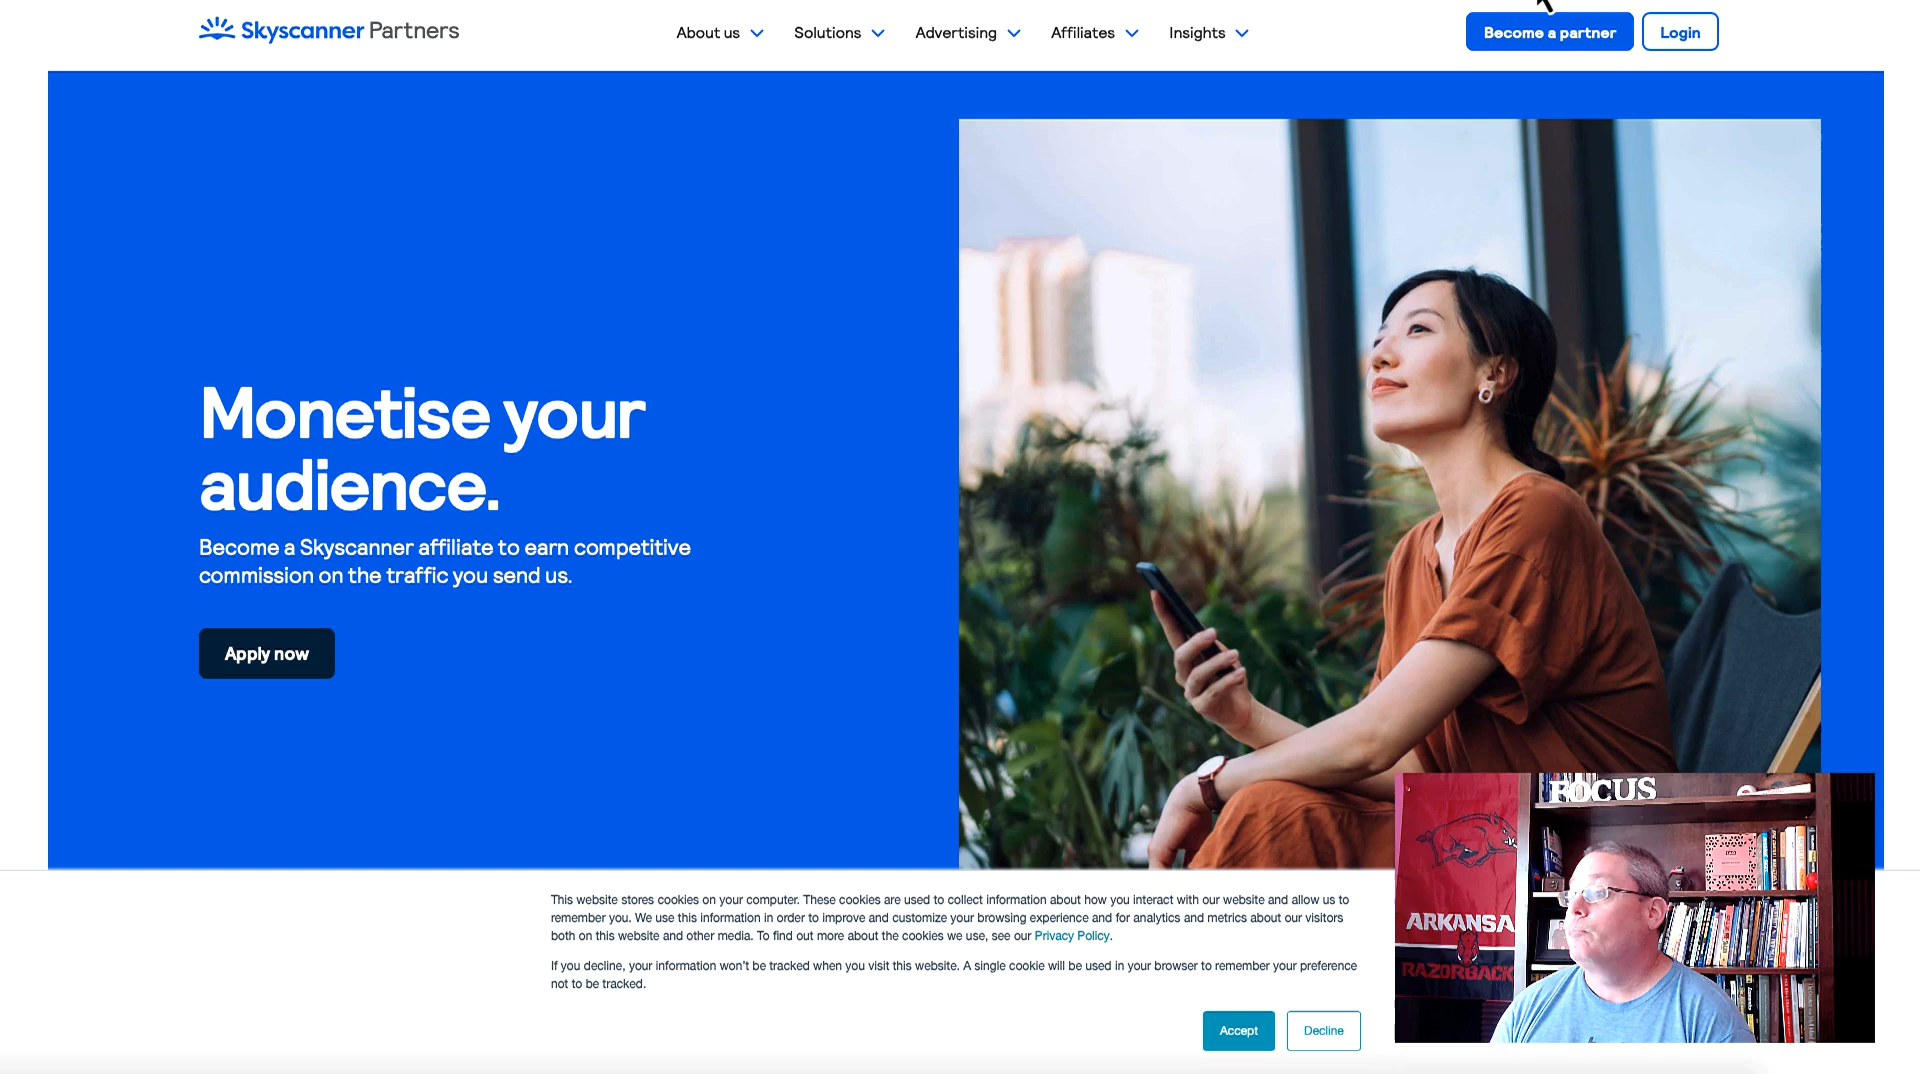 Skyscanner Partners
About us
Solutions
Advertising
Affiliates
Insights
Become a partner
Login
Monetise your
audience.
Become a Skyscanner affiliate to earn competitive
commission on the traffic you send us.
Apply now
This website stores cookies on your computer. These cookies are used to collect information about how you interact with our website and allow us to
remember you. We use this information in order to improve and customize your browsing experience and for analytics and metrics about our visitors
both on this website and other media. To find out more about the cookies we use, see our Privacy Policy.
If you decline, your information won't be tracked when you visit this website. A single cookie will be used in your browser to remember your preference
not to be tracked.
Accept
Decline
FOCUS
ARKANSA
RAZORBACK